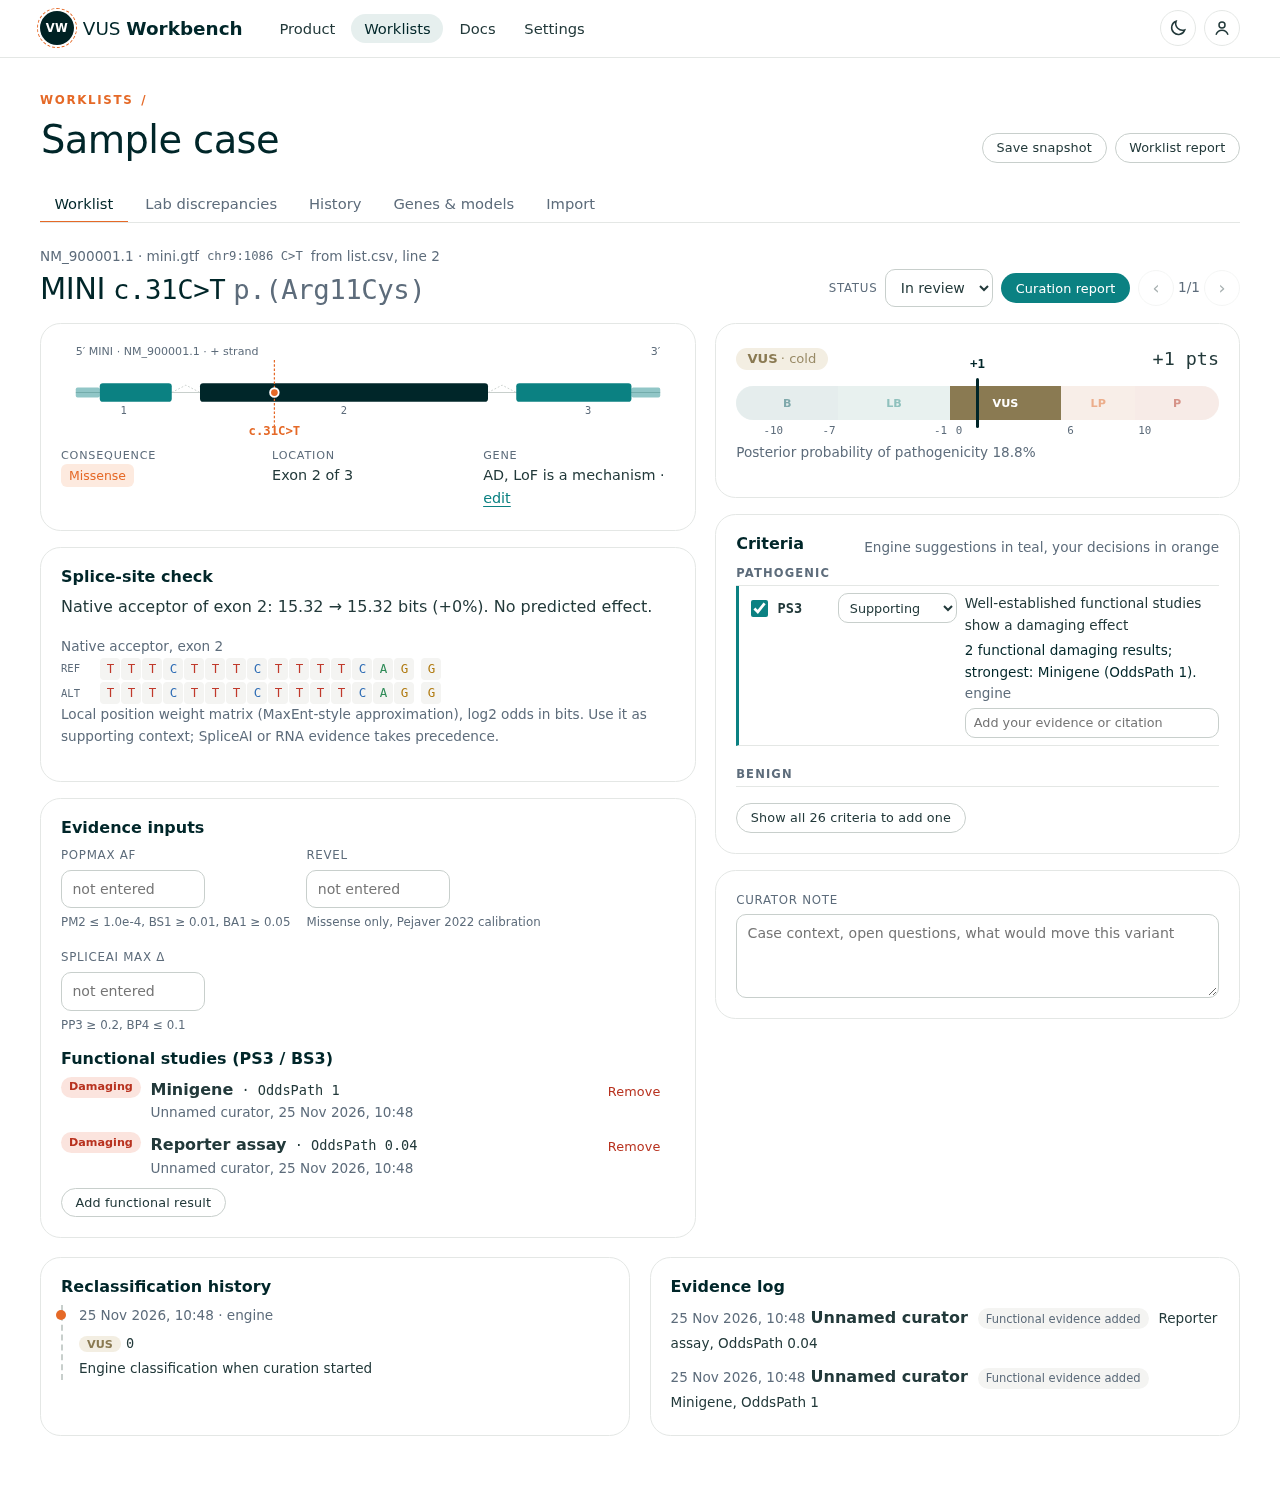 VW VUS Workbench Product Worklists Docs Settings
WORKLISTS /
Sample case
Save snapshot Worklist report
Worklist Lab discrepancies History Genes & models Import
NM_900001.1 · mini.gtf chr9:1086 C>T from list.csv, line 2
MINI c.31C>T p.(Arg11Cys)
STATUS In review Curation report ‹ 1/1 ›
5′ MINI · NM_900001.1 · + strand 3′
1 2 3
c.31C>T
CONSEQUENCE LOCATION GENE
Missense Exon 2 of 3 AD, LoF is a mechanism ·
edit
Splice-site check
Native acceptor of exon 2: 15.32 → 15.32 bits (+0%). No predicted effect.
Native acceptor, exon 2
REF T T T C T T T C T T T T C A G G
ALT T T T C T T T C T T T T C A G G
Local position weight matrix (MaxEnt-style approximation), log2 odds in bits. Use it as
supporting context; SpliceAI or RNA evidence takes precedence.
Evidence inputs
POPMAX AF REVEL
not entered not entered
PM2 ≤ 1.0e-4, BS1 ≥ 0.01, BA1 ≥ 0.05 Missense only, Pejaver 2022 calibration
SPLICEAI MAX Δ
not entered
PP3 ≥ 0.2, BP4 ≤ 0.1
Functional studies (PS3 / BS3)
Damaging Minigene · OddsPath 1 Remove
Unnamed curator, 25 Nov 2026, 10:48
Damaging Reporter assay · OddsPath 0.04 Remove
Unnamed curator, 25 Nov 2026, 10:48
Add functional result
VUS · cold +1 +1 pts
B LB VUS LP P
-10 -7 -1 0 6 10
Posterior probability of pathogenicity 18.8%
Criteria Engine suggestions in teal, your decisions in orange
PATHOGENIC
PS3 Supporting Well-established functional studies
show a damaging effect
2 functional damaging results;
strongest: Minigene (OddsPath 1).
engine
Add your evidence or citation
BENIGN
Show all 26 criteria to add one
CURATOR NOTE
Case context, open questions, what would move this variant
Reclassification history
25 Nov 2026, 10:48 · engine
VUS 0
Engine classification when curation started
Evidence log
25 Nov 2026, 10:48 Unnamed curator Functional evidence added Reporter
assay, OddsPath 0.04
25 Nov 2026, 10:48 Unnamed curator Functional evidence added
Minigene, OddsPath 1